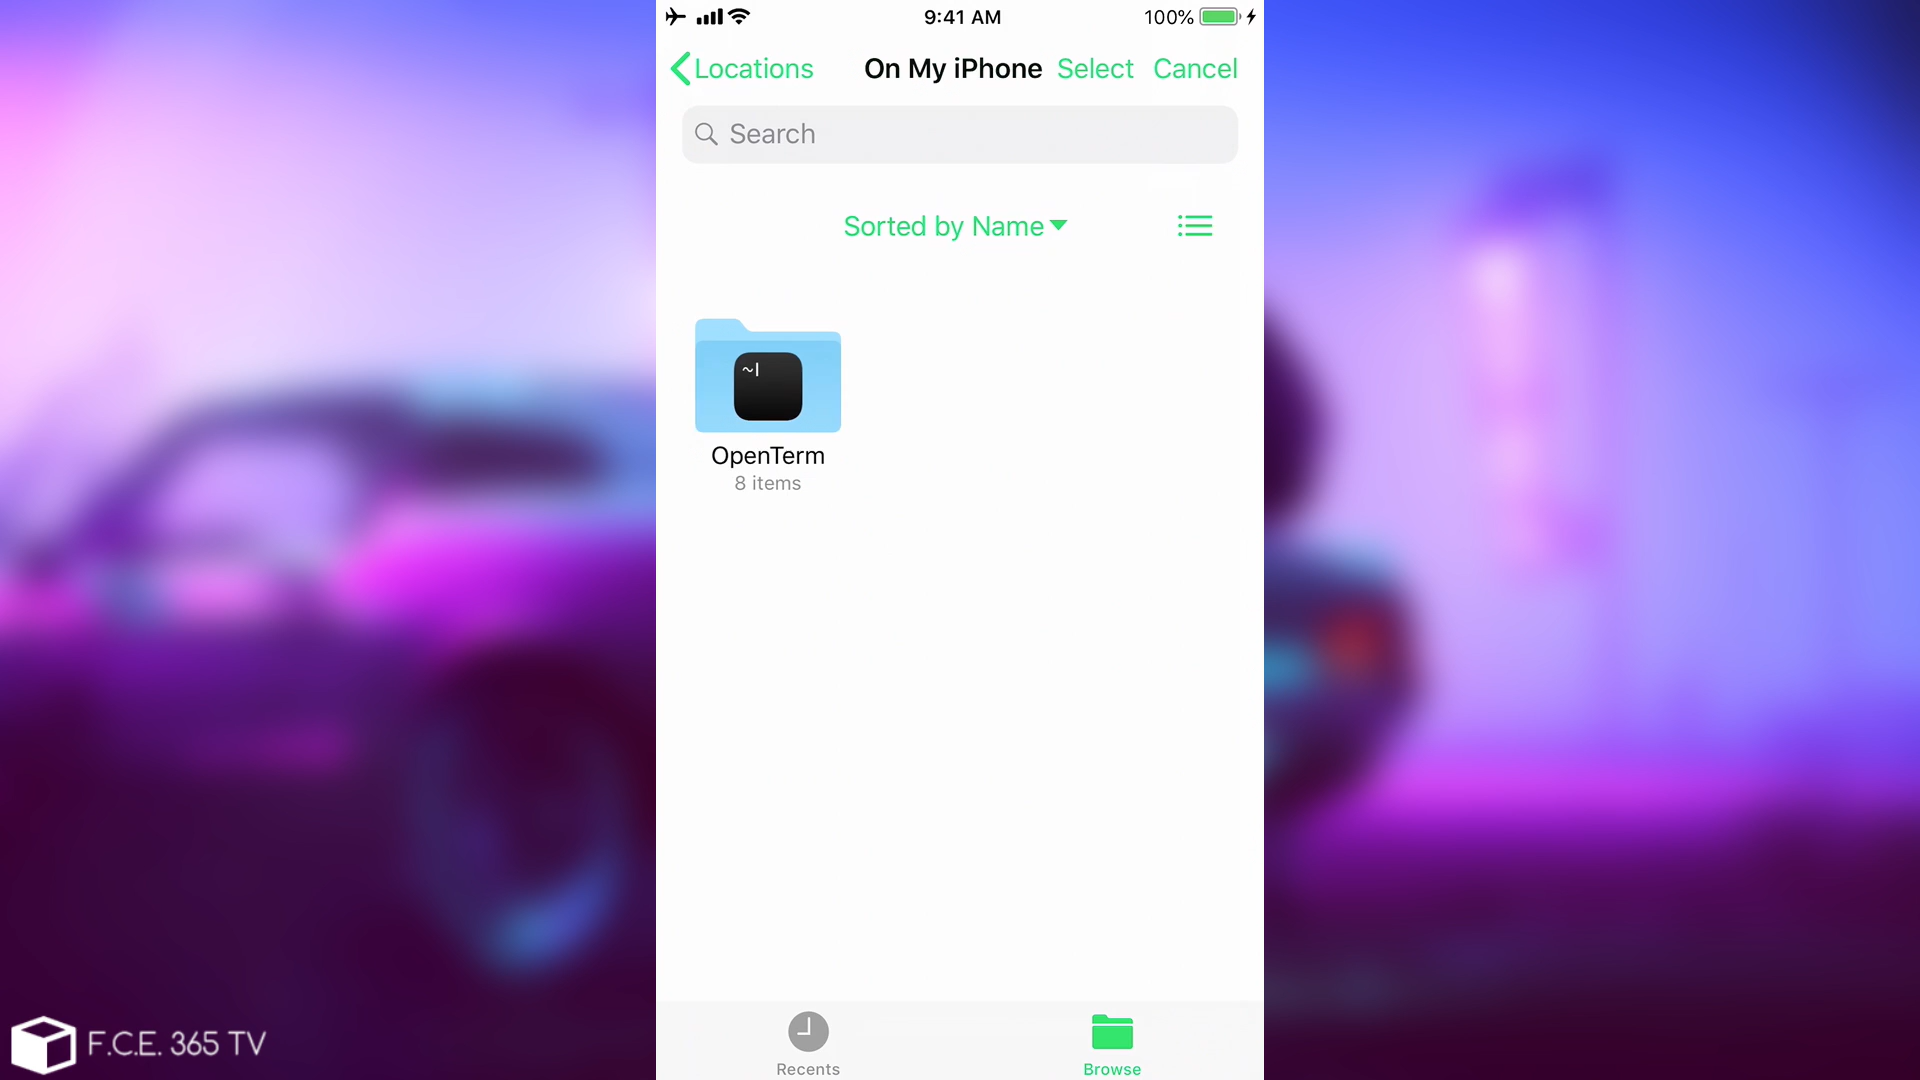 9:41 AM
100%
Locations
On My iPhone
Select
Cancel
Search
Sorted by Name
~
OpenTerm
8 items
Recents
Browse
F.C.E. 365 TV